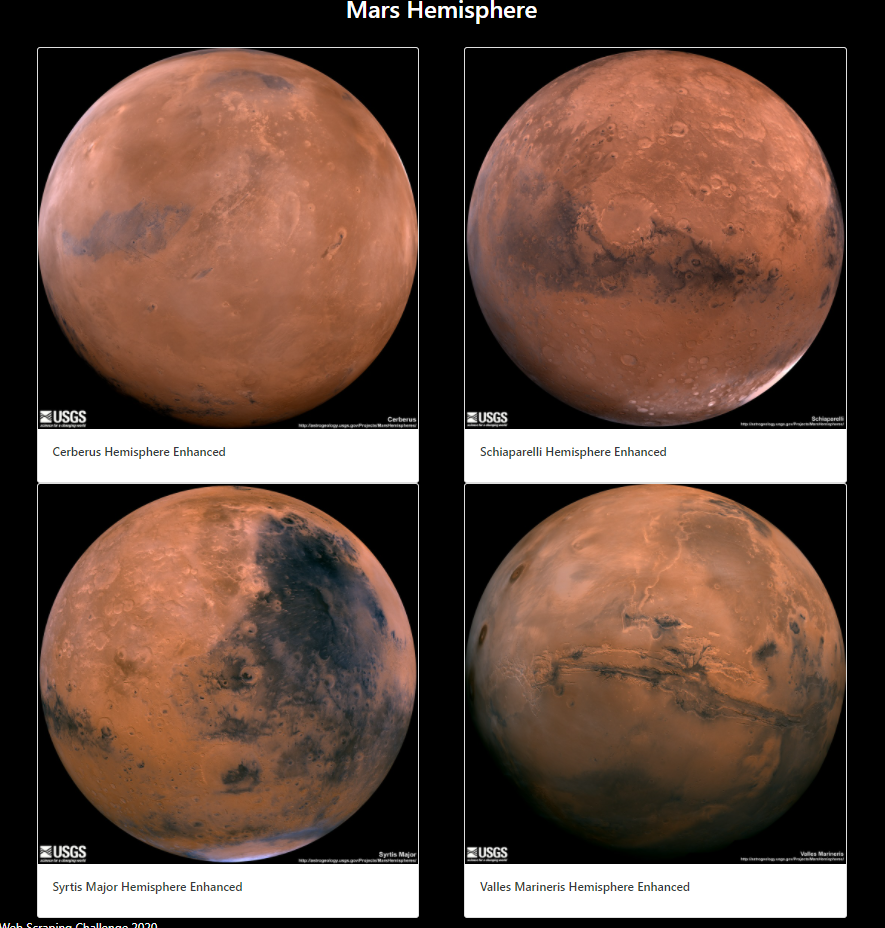 Mars Hemisphere
USGS
science for a changing world
Cerberus
http://astrogeology.usgs.gov/Projects/MarsHemispheres/
Cerberus Hemisphere Enhanced
USGS
science for a changing world
Schiaparelli
http://astrogeology.usgs.gov/Projects/MarsHemispheres/
Schiaparelli Hemisphere Enhanced
USGS
science for a changing world
Syrtis Major
http://astrogeology.usgs.gov/Projects/MarsHemispheres/
Syrtis Major Hemisphere Enhanced
USGS
science for a changing world
Valles Marineris
http://astrogeology.usgs.gov/Projects/MarsHemispheres/
Valles Marineris Hemisphere Enhanced
Web Scraping Challenge 2020